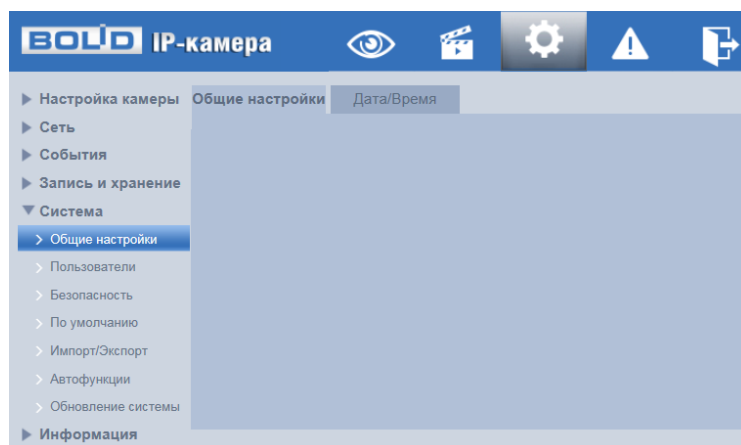 BOLID IP-камера
Настройка камеры
Общие настройки
Дата/Время
Сеть
События
Запись и хранение
Система
Общие настройки
Пользователи
Безопасность
По умолчанию
Импорт/Экспорт
Автофункции
Обновление системы
Информация